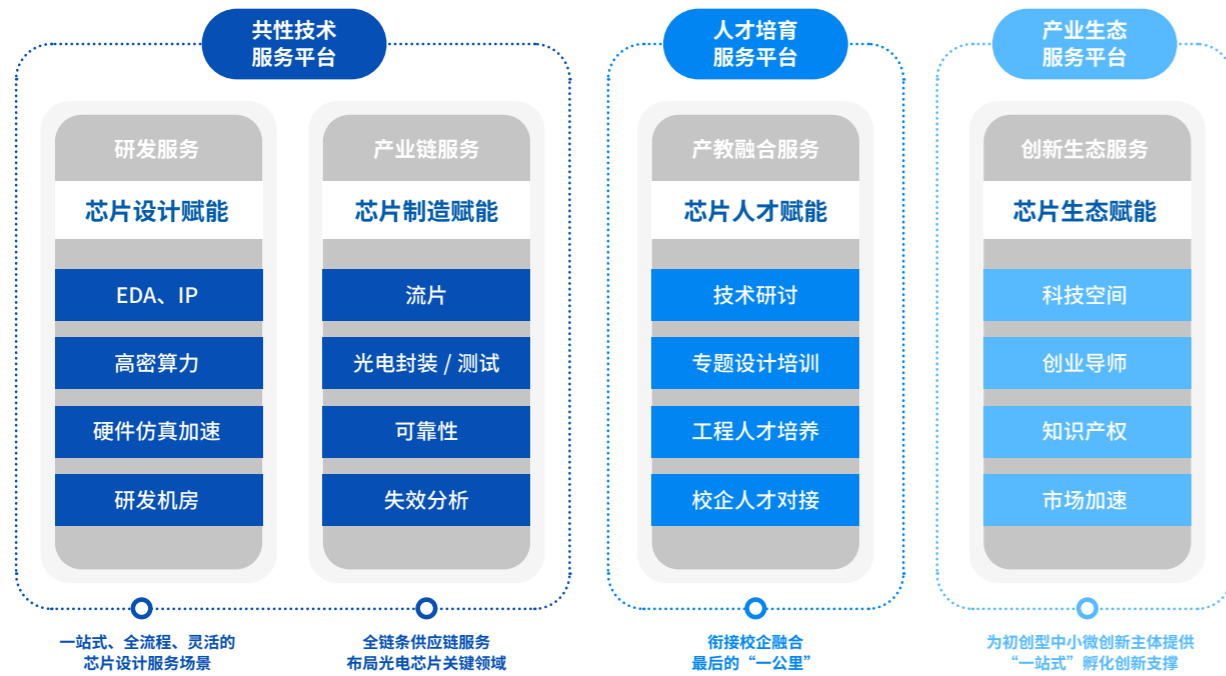 共性技术
服务平台
研发服务
芯片设计赋能
EDA、IP
高密算力
硬件仿真加速
研发机房
一站式、全流程、灵活的
芯片设计服务场景
产业链服务
芯片制造赋能
流片
光电封装 / 测试
可靠性
失效分析
全链条供应链服务
布局光电芯片关键领域
人才培育
服务平台
产教融合服务
芯片人才赋能
技术研讨
专题设计培训
工程人才培养
校企人才对接
衔接校企融合
最后的“一公里”
产业生态
服务平台
创新生态服务
芯片生态赋能
科技空间
创业导师
知识产权
市场加速
为初创型中小微创新主体提供
“一站式”孵化创新支撑